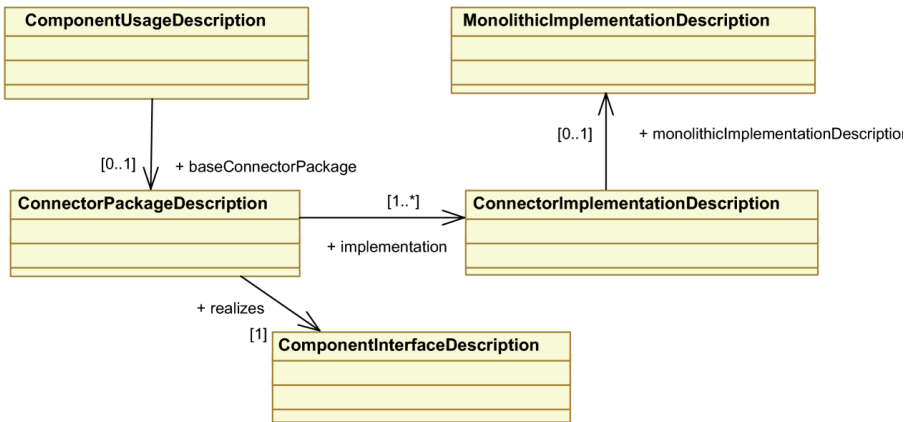 ComponentUsageDescription
MonolithicImplementationDescription
[0..1]
+ monolithicImplementationDescription
[0..1]
+ baseConnectorPackage
ConnectorPackageDescription
[1..*]
ConnectorImplementationDescription
+ implementation
+ realizes
[1]
ComponentInterfaceDescription